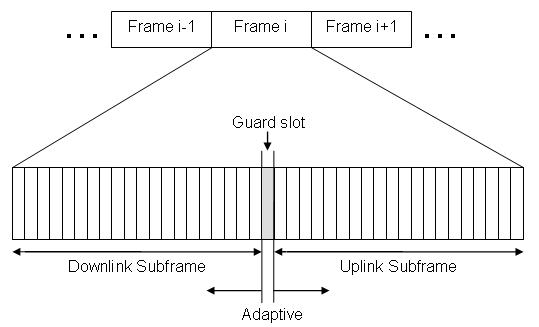 ... Frame i-1 Frame i Frame i+1 ...
Guard slot
Downlink Subframe Uplink Subframe
Adaptive